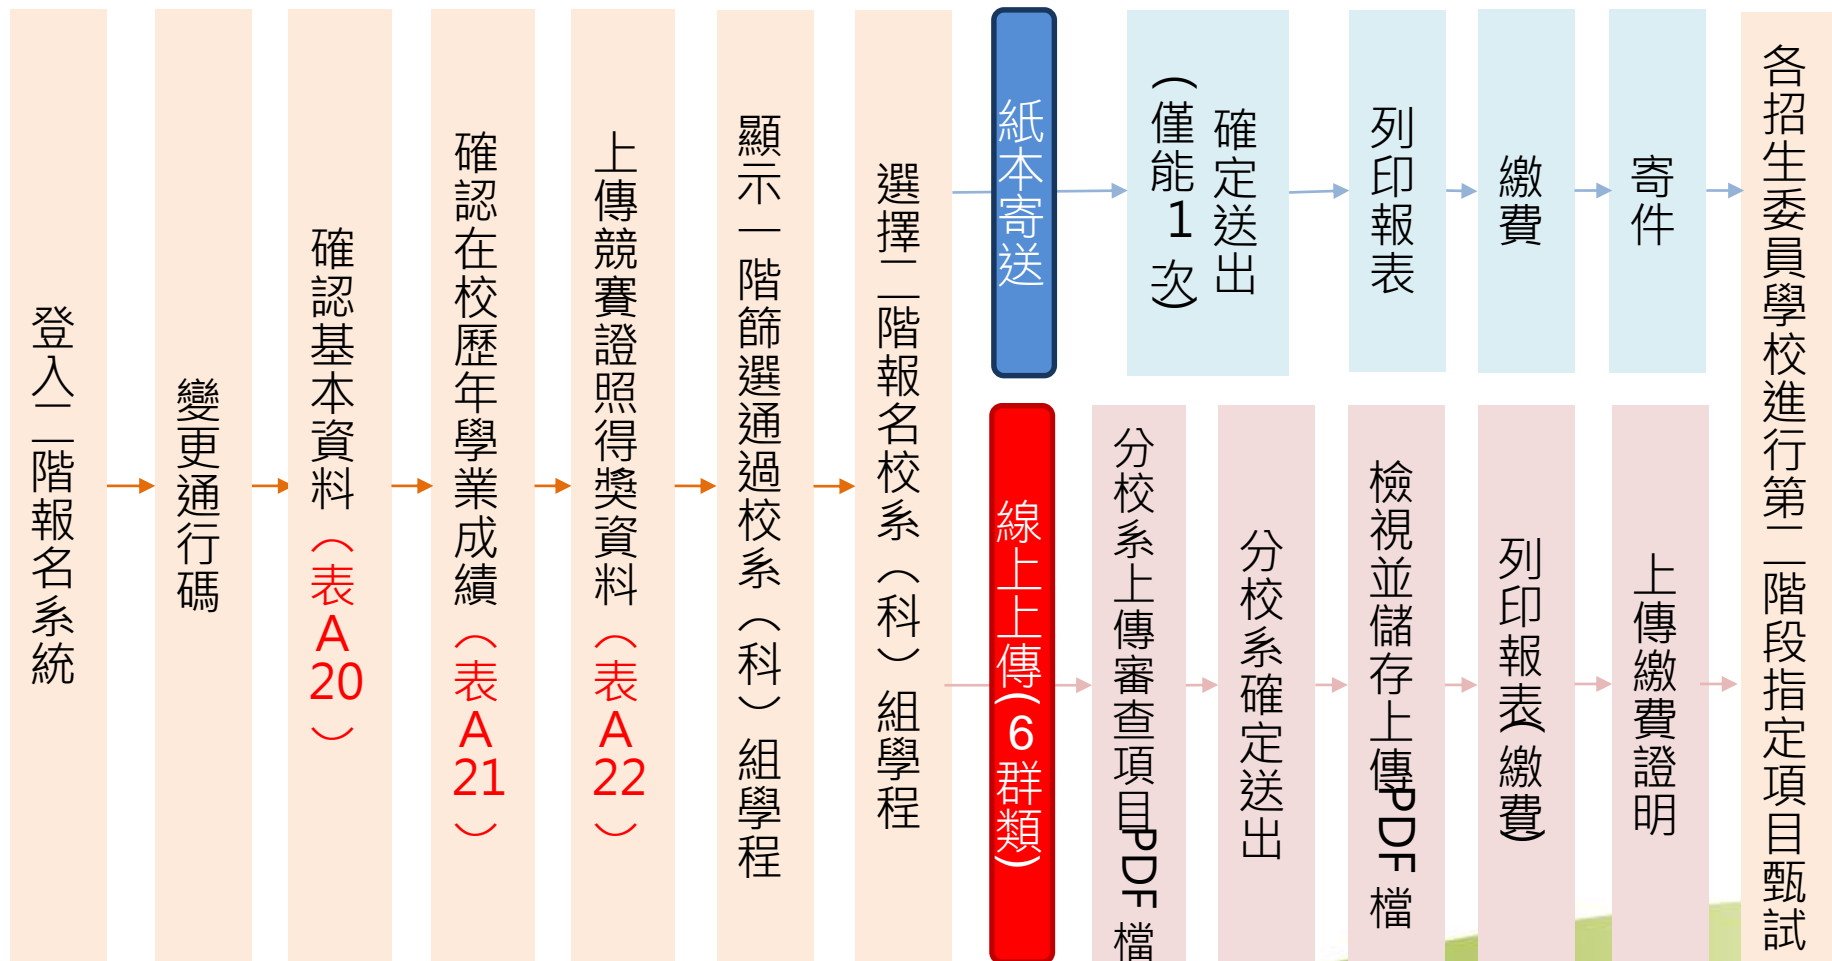 登入二階報名系統
變更通行碼
確認基本資料（表A20）
確認在校歷年學業成績（表A21）
上傳競賽證照得獎資料（表A22）
顯示一階篩選通過校系（科）組學程
選擇二階報名校系（科）組學程
紙本寄送
確定送出
（僅能1次）
列印報表
繳費
寄件
線上上傳(6群類)
分校系上傳審查項目PDF檔
分校系確定送出
檢視並儲存上傳PDF檔
列印報表(繳費)
上傳繳費證明
各招生委員學校進行第二階段指定項目甄試